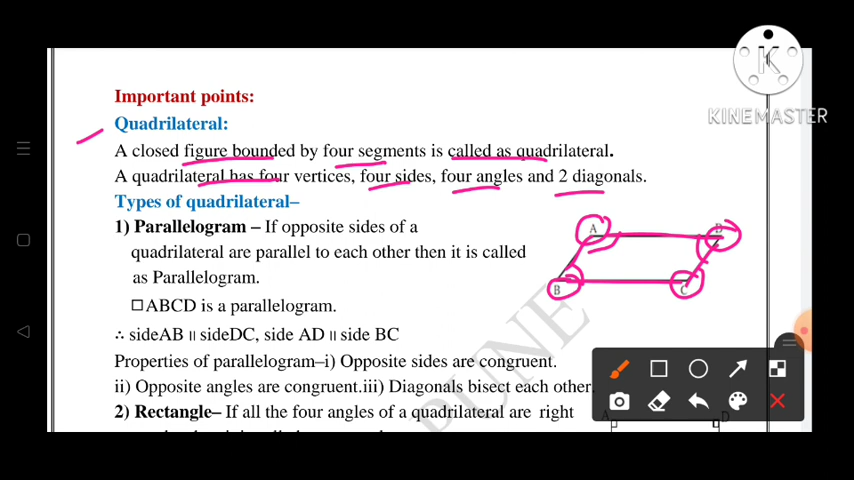 KINEMASTER
Important points:
Quadrilateral:
A closed figure bounded by four segments is called as quadrilateral.
A quadrilateral has four vertices, four sides, four angles and 2 diagonals.
Types of quadrilateral–
1) Parallelogram – If opposite sides of a
quadrilateral are parallel to each other then it is called
as Parallelogram.
□ABCD is a parallelogram.
∴ sideAB || sideDC, side AD || side BC
Properties of parallelogram–i) Opposite sides are congruent.
ii) Opposite angles are congruent.iii) Diagonals bisect each other.
2) Rectangle– If all the four angles of a quadrilateral are right
A
D
B
C
PUNE
A
D